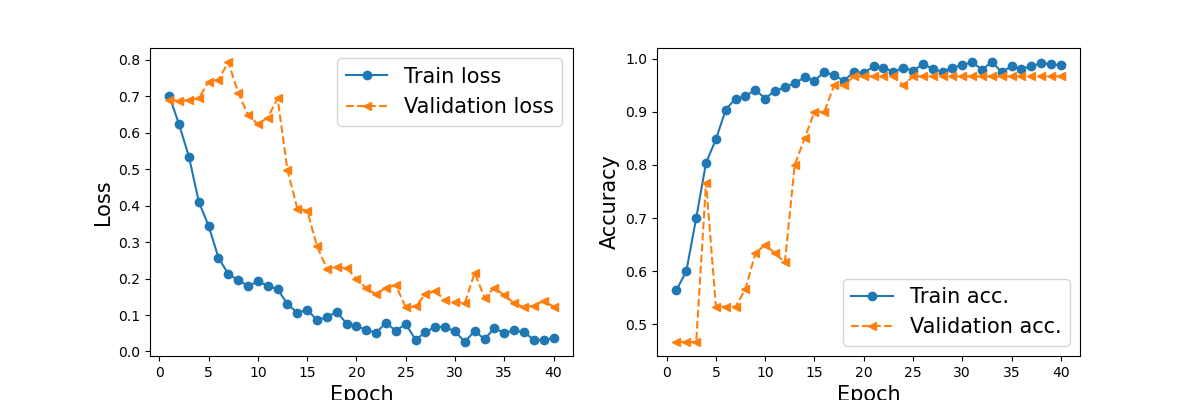 0.8
0.7
0.6
0.5
0.4
0.3
0.2
0.1
0.0
Loss
0 5 10 15 20 25 30 35 40
Epoch
Train loss
Validation loss
1.0
0.9
0.8
0.7
0.6
0.5
Accuracy
0 5 10 15 20 25 30 35 40
Epoch
Train acc.
Validation acc.